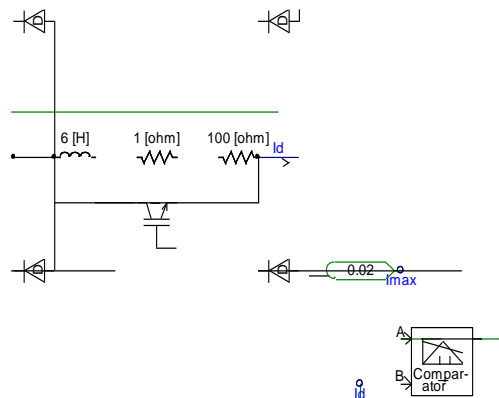 D
D
6 [H]
1 [ohm]
100 [ohm]
Id
D
D
0.02
Imax
A
B
Compar-
ator
Id